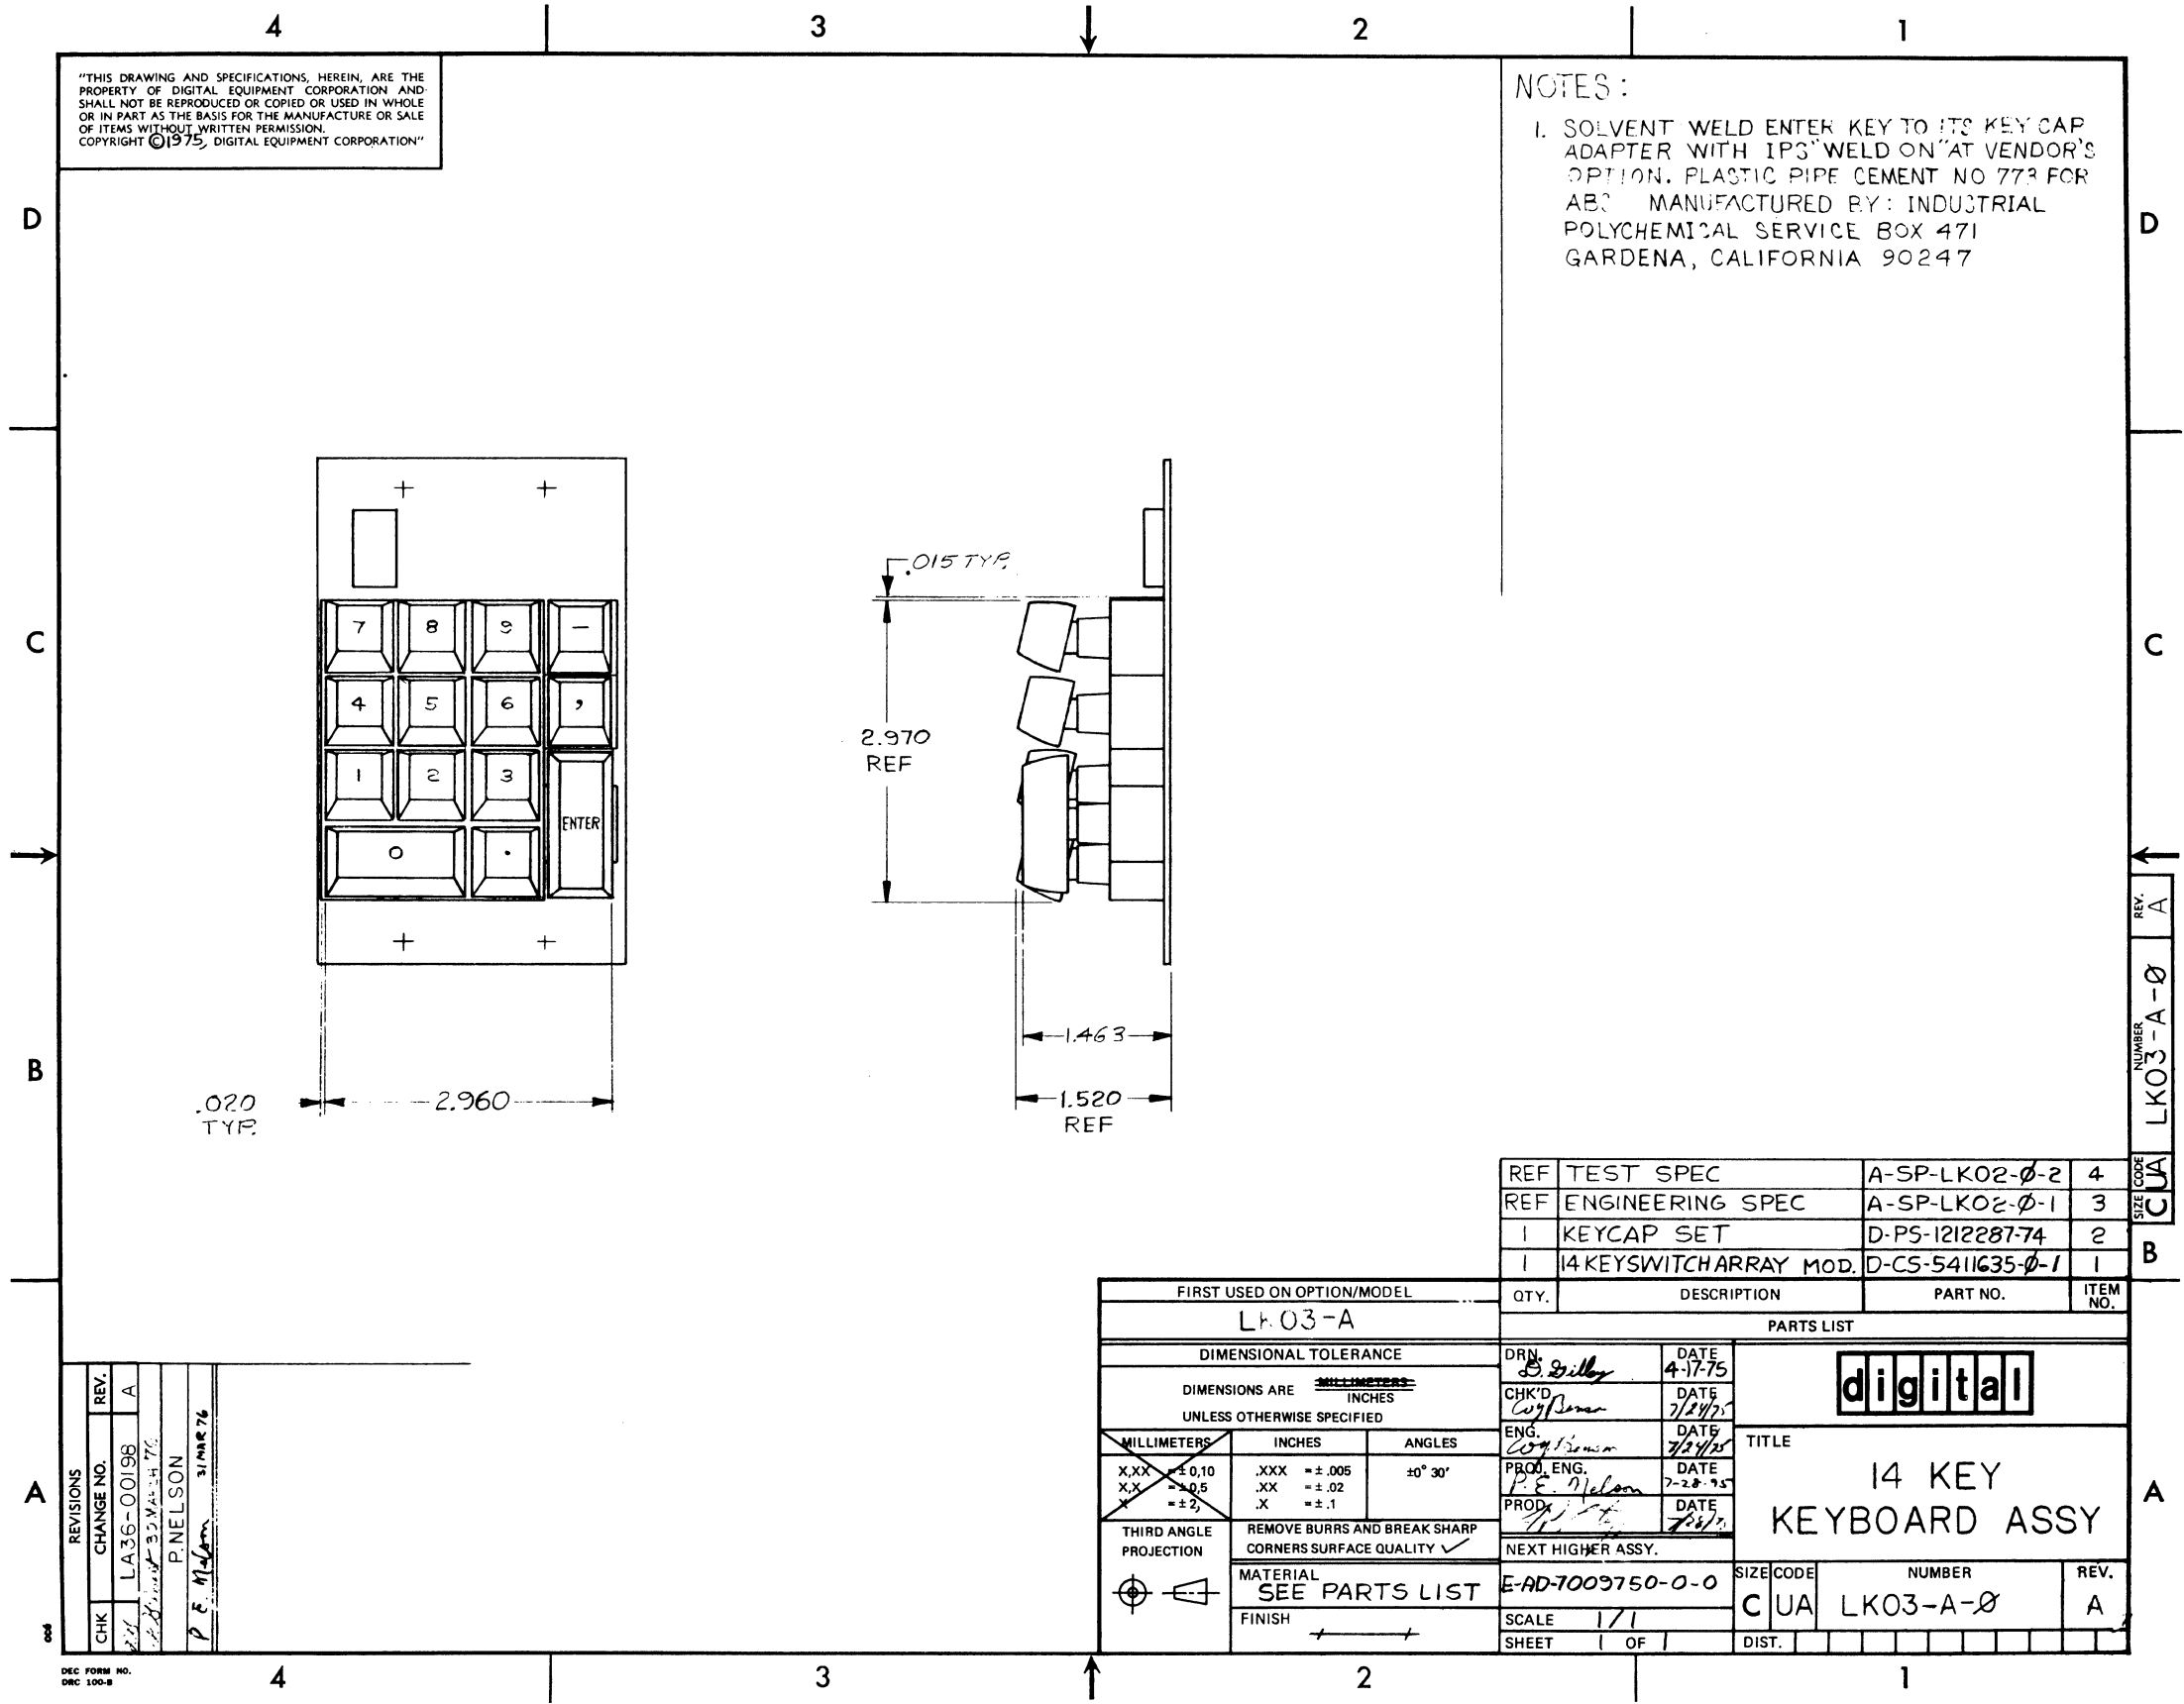 4 3 2 1
"THIS DRAWING AND SPECIFICATIONS, HEREIN, ARE THE
PROPERTY OF DIGITAL EQUIPMENT CORPORATION AND
SHALL NOT BE REPRODUCED OR COPIED OR USED IN WHOLE
OR IN PART AS THE BASIS FOR THE MANUFACTURE OR SALE
OF ITEMS WITHOUT WRITTEN PERMISSION.
COPYRIGHT ©1975, DIGITAL EQUIPMENT CORPORATION"
NOTES:
1. SOLVENT WELD ENTER KEY TO ITS KEY CAP
ADAPTER WITH IPS "WELD ON" AT VENDOR'S
OPTION. PLASTIC PIPE CEMENT NO 773 FOR
ABS MANUFACTURED BY: INDUSTRIAL
POLYCHEMICAL SERVICE BOX 471
GARDENA, CALIFORNIA 90247
D D
C C
7 8 9 —
4 5 6 ,
1 2 3
ENTER
0 .
.015 TYP.
2.970
REF
1.463
1.520
REF
.020
TYP.
2.960
B B
REV. A
NUMBER LK03-A-Ø
CODE UA
SIZE C
REF TEST SPEC A-SP-LK02-Ø-2 4
REF ENGINEERING SPEC A-SP-LK02-Ø-1 3
1 KEYCAP SET D-PS-1212287-74 2
1 14 KEYSWITCH ARRAY MOD. D-CS-5411635-Ø-1 1
QTY. DESCRIPTION PART NO. ITEM NO.
PARTS LIST
FIRST USED ON OPTION/MODEL
LK03-A
DIMENSIONAL TOLERANCE
DIMENSIONS ARE MILLIMETERS
INCHES
UNLESS OTHERWISE SPECIFIED
MILLIMETERS INCHES ANGLES
X,XX = ± 0,10 .XXX = ± .005 ±0° 30'
X,X = ± 0,5 .XX = ± .02
X = ± 2, .X = ± .1
THIRD ANGLE
PROJECTION
REMOVE BURRS AND BREAK SHARP
CORNERS SURFACE QUALITY
MATERIAL
SEE PARTS LIST
FINISH
DRN. DATE
4-17-75
CHK'D DATE
7/24/75
ENG. DATE
7/24/75
PROJ. ENG. DATE
P. E. Nelson
PROD. DATE
NEXT HIGHER ASSY.
E-AD-7009750-0-0
SCALE 1/1
SHEET 1 OF 1
digital
TITLE
14 KEY
KEYBOARD ASSY
SIZE CODE NUMBER REV.
C UA LK03-A-Ø A
DIST.
A A
REVISIONS
CHK CHANGE NO. REV.
LA36-00198 A
P. NELSON
P E Nelson 31 MAR 76
DEC FORM NO.
DRC 100-B
4 3 2 1